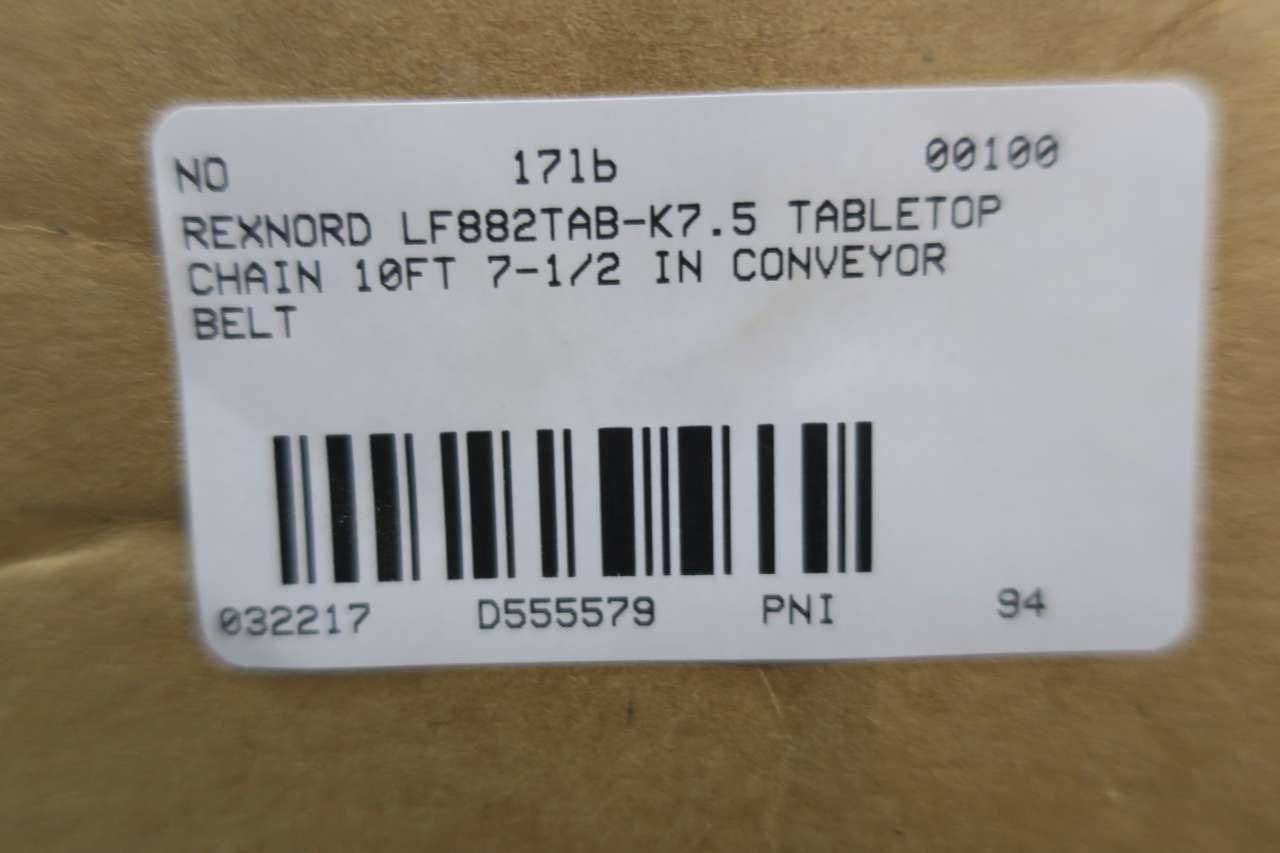 NO 17lb 00100
REXNORD LF882TAB-K7.5 TABLETOP
CHAIN 10FT 7-1/2 IN CONVEYOR
BELT
032217 D555579 PNI 94